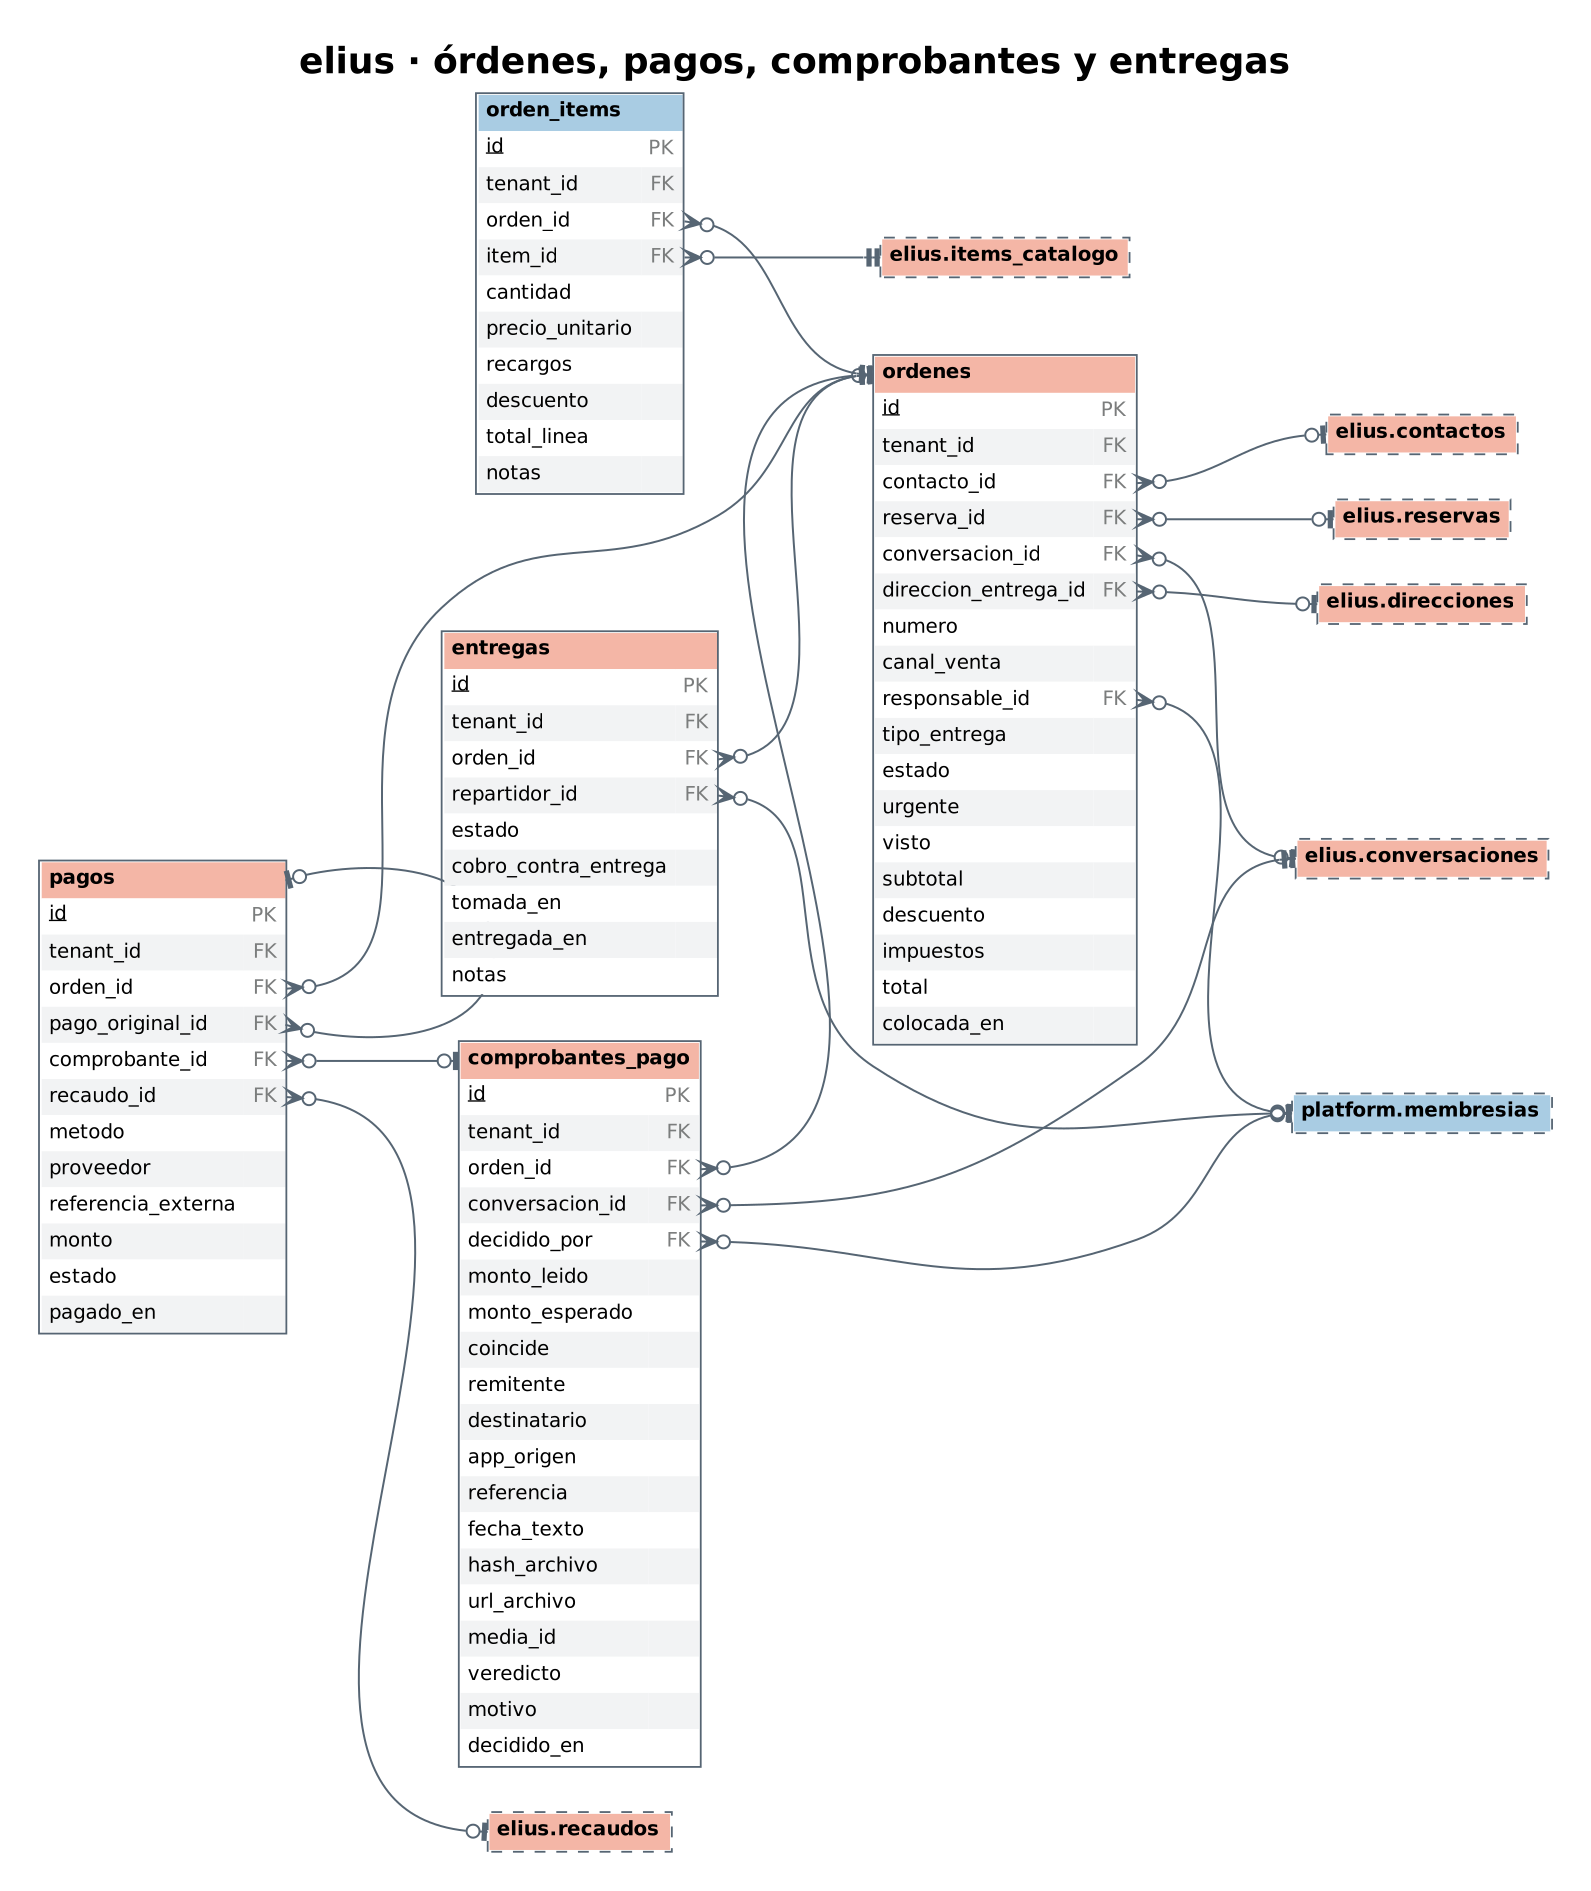 elius · órdenes, pagos, comprobantes y entregas
orden_items
id PK
tenant_id FK
orden_id FK
item_id FK
cantidad
precio_unitario
recargos
descuento
total_linea
notas
elius.items_catalogo
ordenes
id PK
tenant_id FK
contacto_id FK
reserva_id FK
conversacion_id FK
direccion_entrega_id FK
numero
canal_venta
responsable_id FK
tipo_entrega
estado
urgente
visto
subtotal
descuento
impuestos
total
colocada_en
elius.contactos
elius.reservas
elius.direcciones
elius.conversaciones
platform.membresias
entregas
id PK
tenant_id FK
orden_id FK
repartidor_id FK
estado
cobro_contra_entrega
tomada_en
entregada_en
notas
pagos
id PK
tenant_id FK
orden_id FK
pago_original_id FK
comprobante_id FK
recaudo_id FK
metodo
proveedor
referencia_externa
monto
estado
pagado_en
comprobantes_pago
id PK
tenant_id FK
orden_id FK
conversacion_id FK
decidido_por FK
monto_leido
monto_esperado
coincide
remitente
destinatario
app_origen
referencia
fecha_texto
hash_archivo
url_archivo
media_id
veredicto
motivo
decidido_en
elius.recaudos